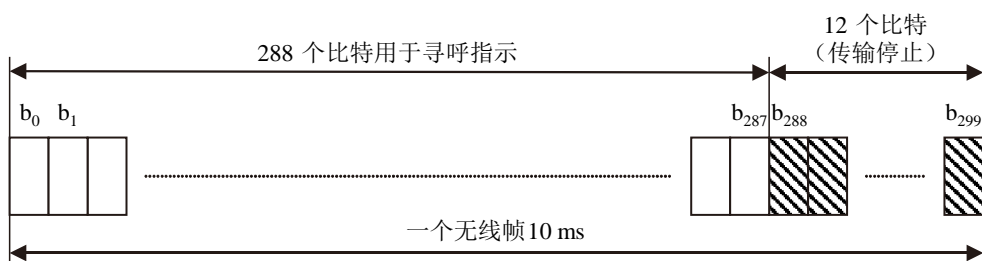 12 个比特
（传输停止）
288 个比特用于寻呼指示
b₀ b₁ b₂₈₇ b₂₈₈ b₂₉₉
一个无线帧10 ms